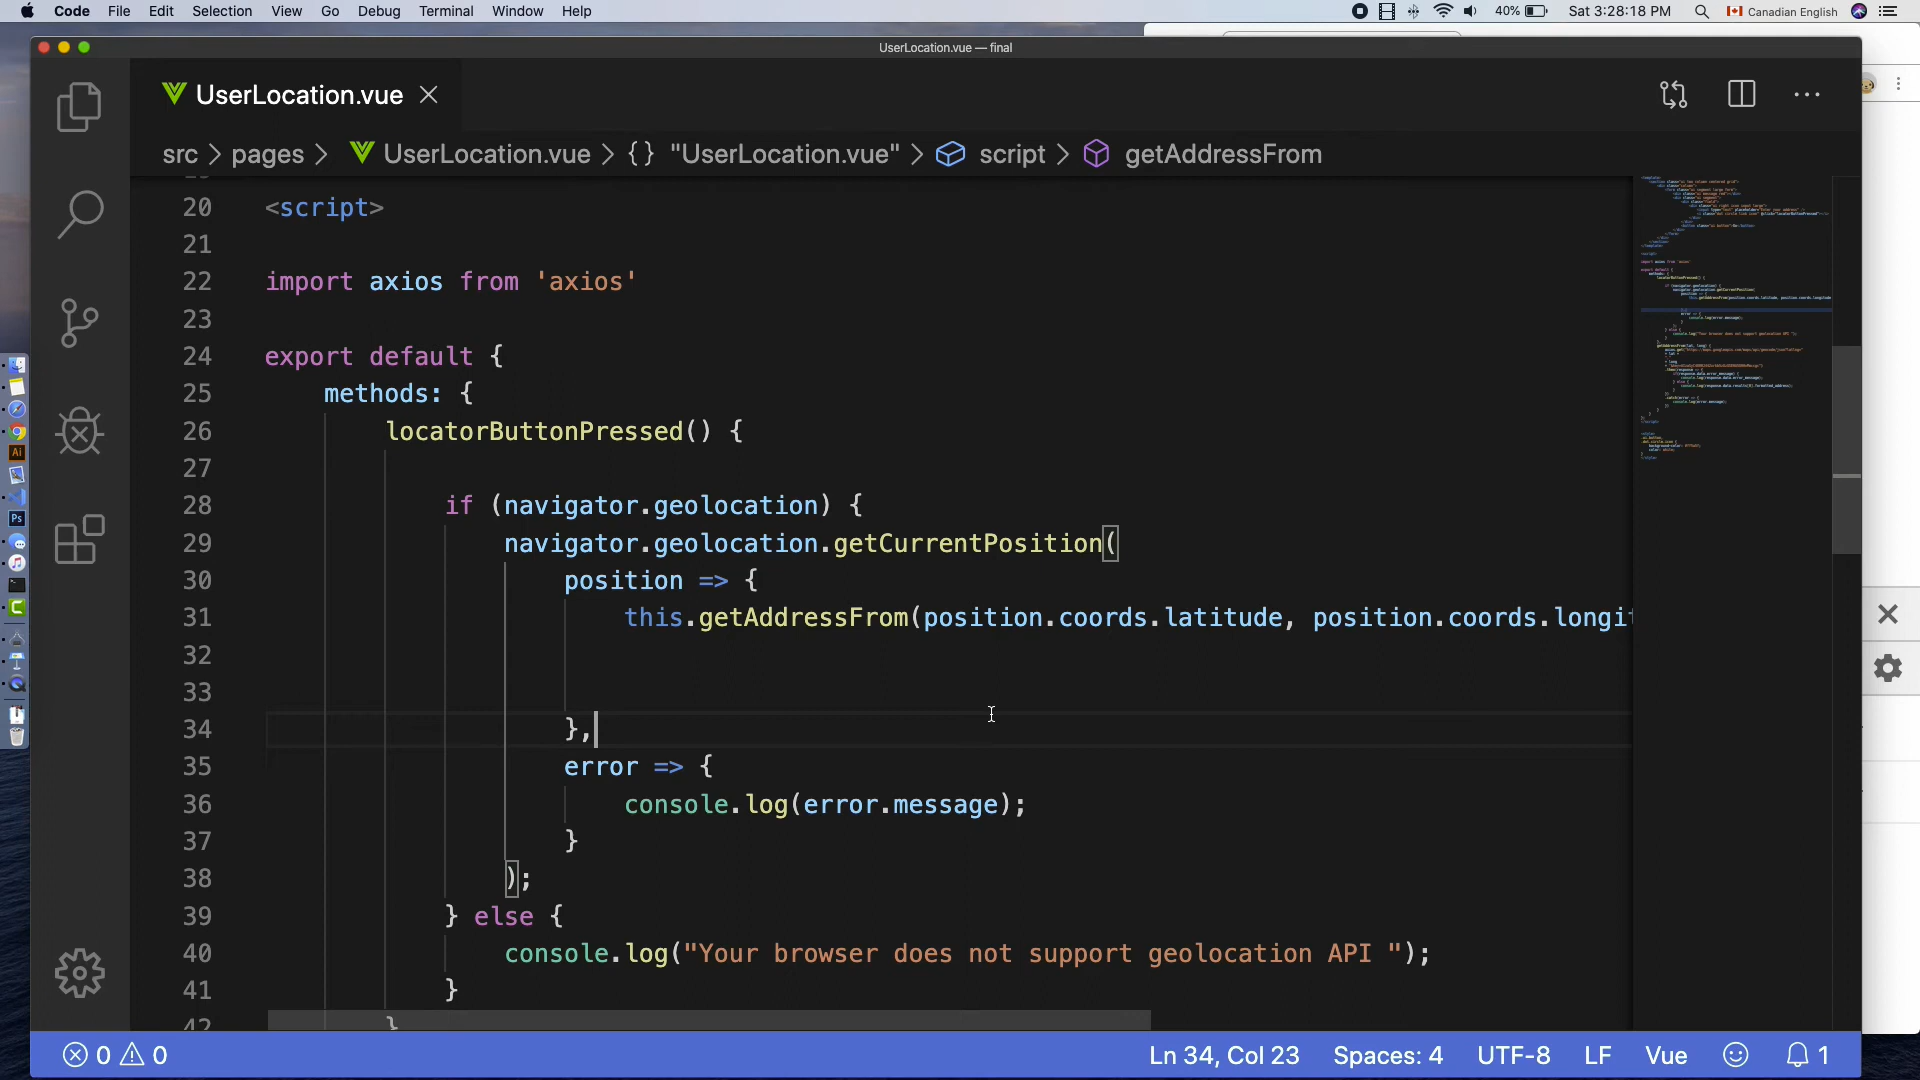 Code File Edit Selection View Go Debug Terminal Window Help 40% Sat 3:28:18 PM Canadian English
UserLocation.vue — final
UserLocation.vue
src > pages > UserLocation.vue > {} "UserLocation.vue" > script > getAddressFrom
20 <script>
21
22 import axios from 'axios'
23
24 export default {
25 methods: {
26 locatorButtonPressed() {
27
28 if (navigator.geolocation) {
29 navigator.geolocation.getCurrentPosition(
30 position => {
31 this.getAddressFrom(position.coords.latitude, position.coords.longit
32
33
34 },
35 error => {
36 console.log(error.message);
37 }
38 );
39 } else {
40 console.log("Your browser does not support geolocation API ");
41 }
42 }
Ai
Ps
0 0 Ln 34, Col 23 Spaces: 4 UTF-8 LF Vue 1